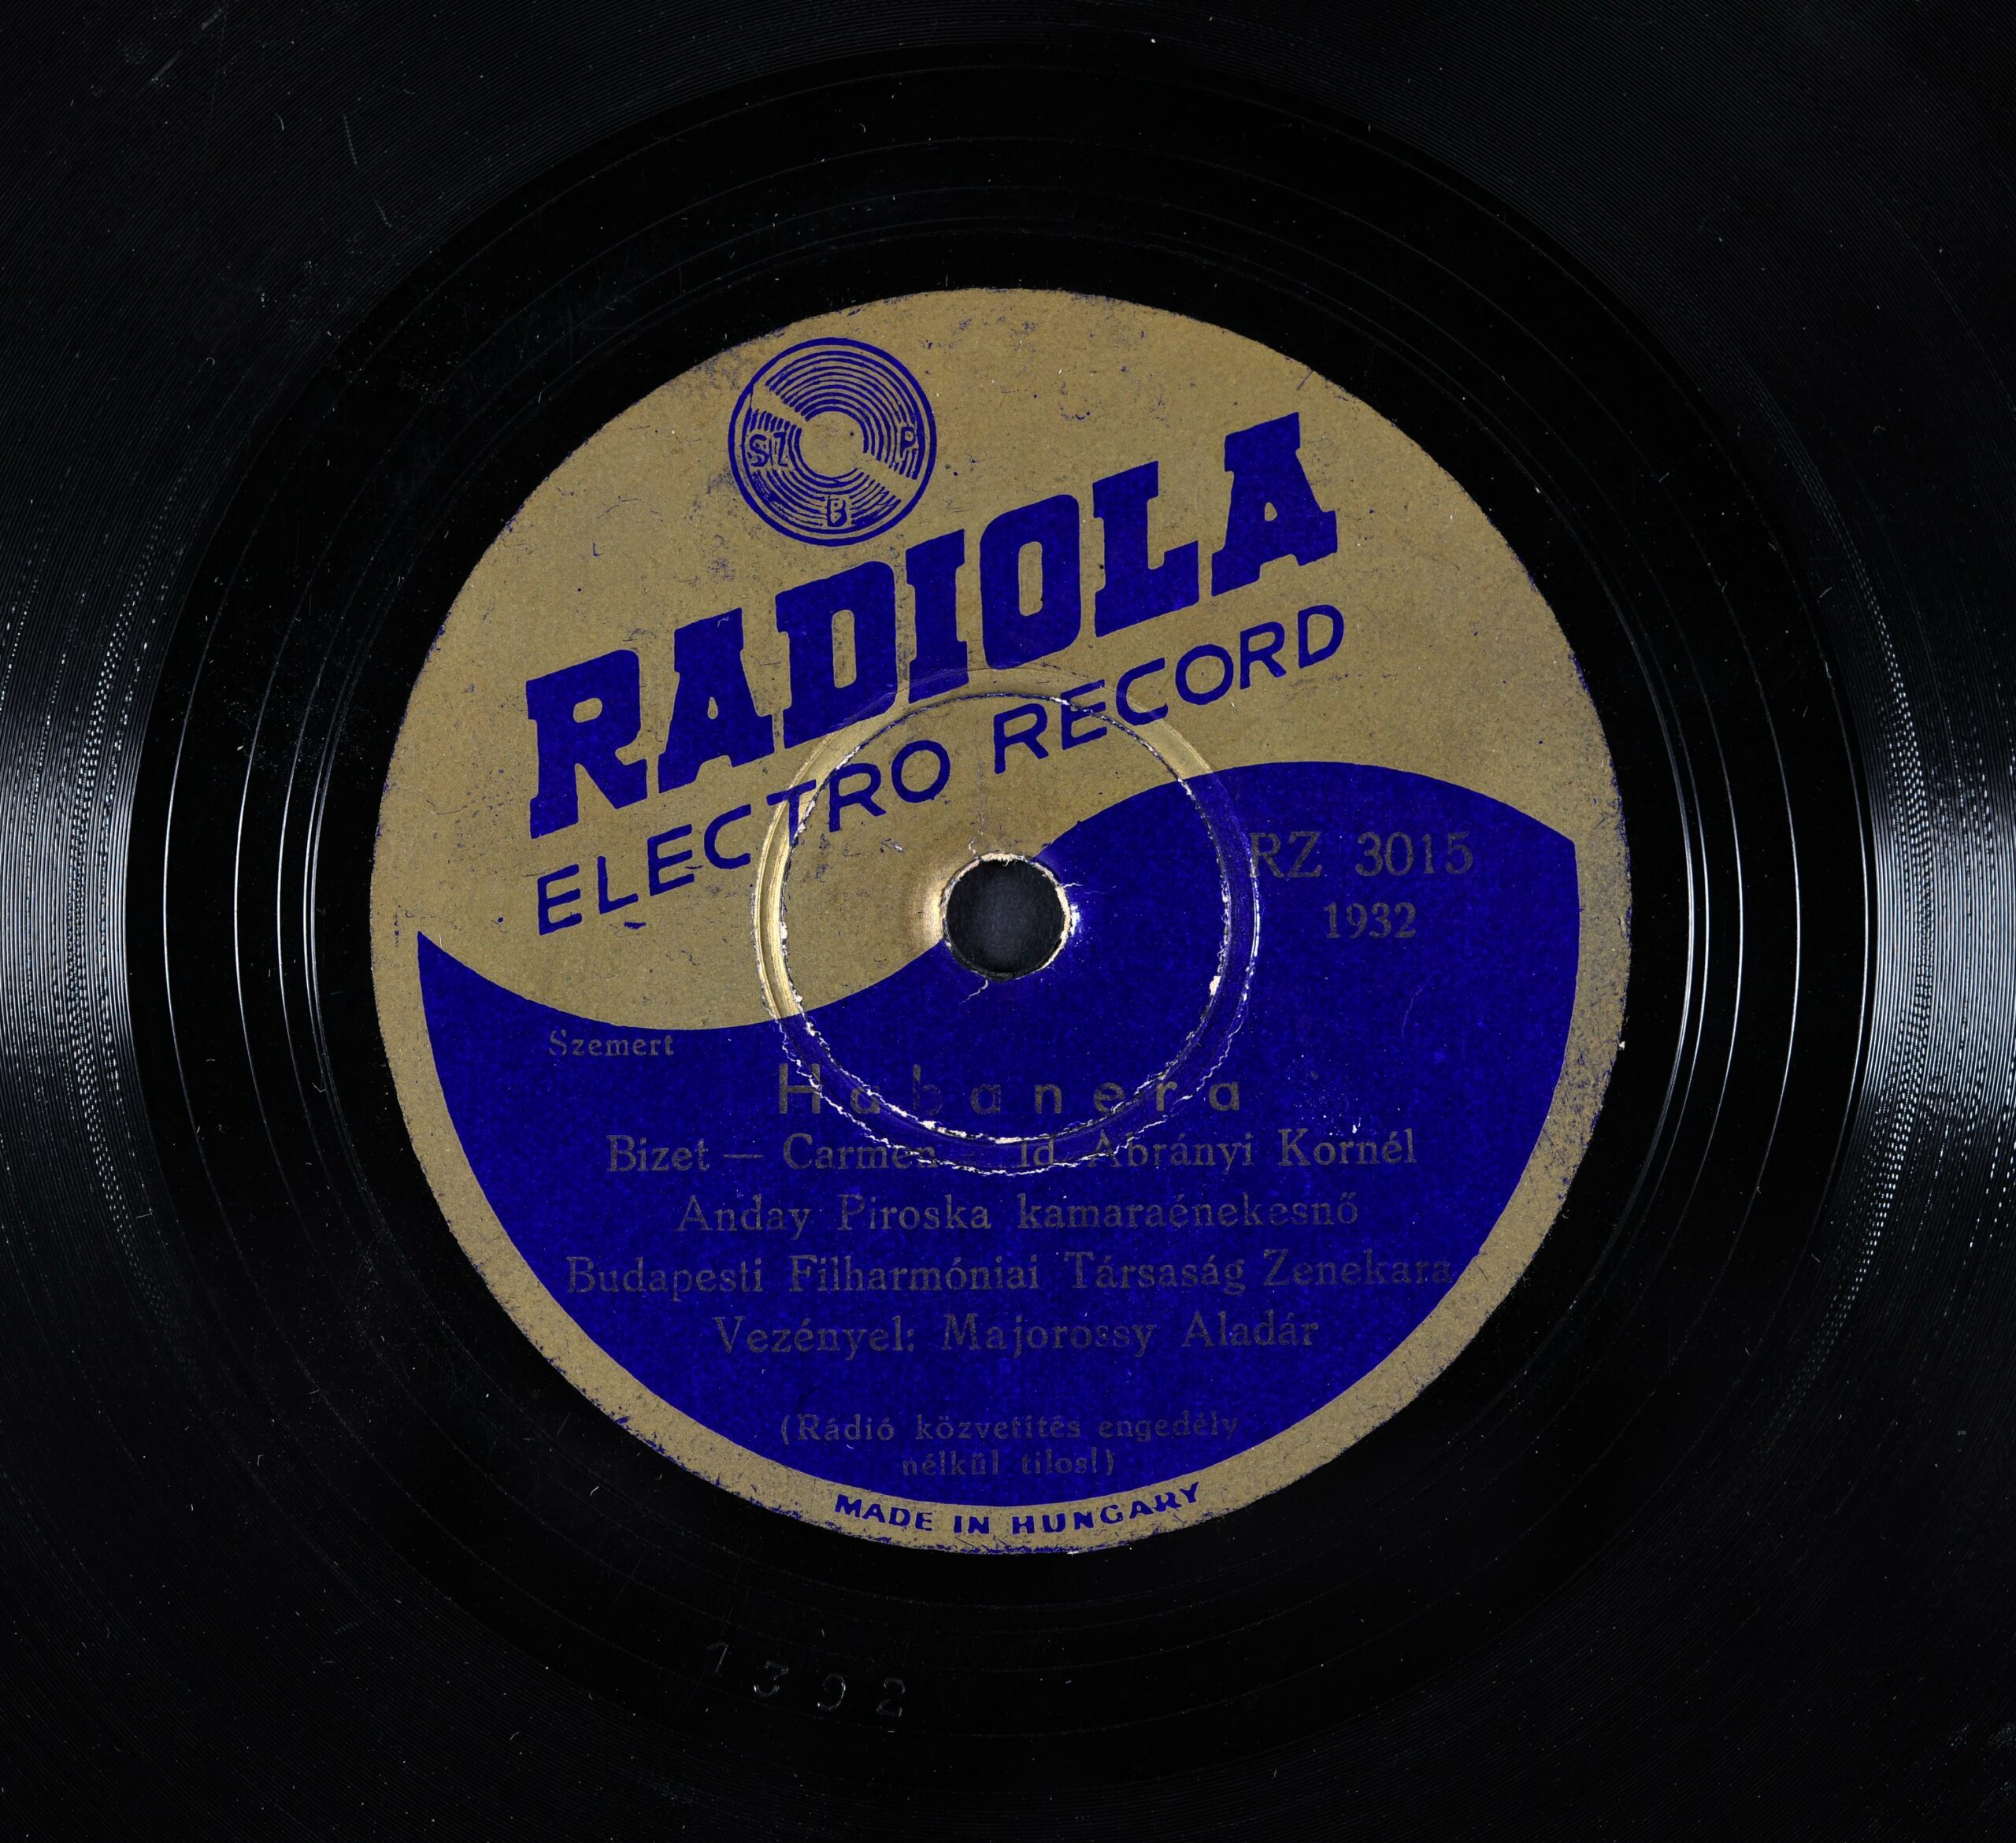 SZ P
B
RADIOLA
ELECTRO RECORD
RZ 3015
1932
Szemert
Habanera
Bizet — Carmen — Id. Ábrányi Kornél
Anday Piroska kamaraénekesnő
Budapesti Filharmóniai Társaság Zenekara
Vezényel: Majorossy Aladár
(Rádió közvetítés engedély
nélkül tilos!)
MADE IN HUNGARY